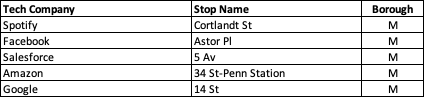 Tech Company Stop Name Borough
Spotify Cortlandt St M
Facebook Astor Pl M
Salesforce 5 Av M
Amazon 34 St-Penn Station M
Google 14 St M